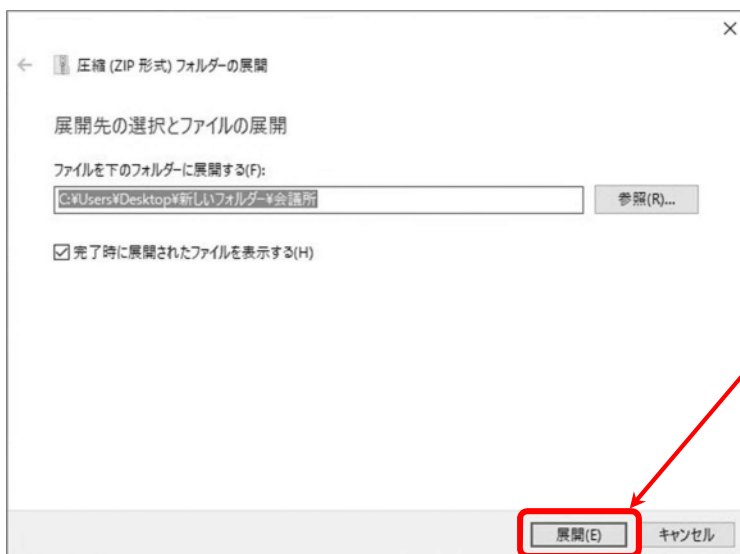 圧縮 (ZIP 形式) フォルダーの展開
展開先の選択とファイルの展開
ファイルを下のフォルダーに展開する(F):
C:¥Users¥Desktop¥新しいフォルダー¥会議所
参照(R)...
完了時に展開されたファイルを表示する(H)
展開(E)
キャンセル